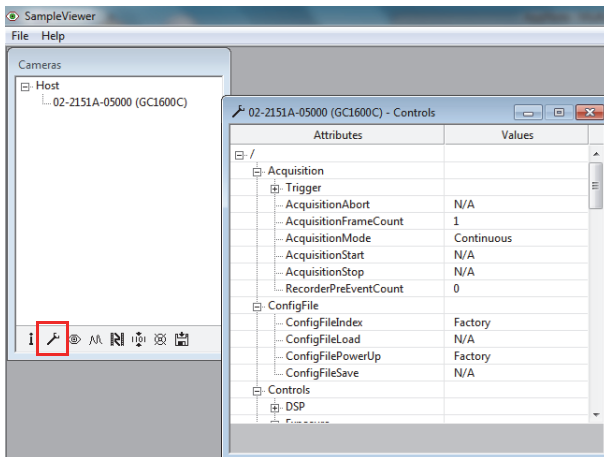 SampleViewer
File Help
Cameras
Host
02-2151A-05000 (GC1600C)
02-2151A-05000 (GC1600C) - Controls
Attributes Values
/
Acquisition
Trigger
AcquisitionAbort N/A
AcquisitionFrameCount 1
AcquisitionMode Continuous
AcquisitionStart N/A
AcquisitionStop N/A
RecorderPreEventCount 0
ConfigFile
ConfigFileIndex Factory
ConfigFileLoad N/A
ConfigFilePowerUp Factory
ConfigFileSave N/A
Controls
DSP